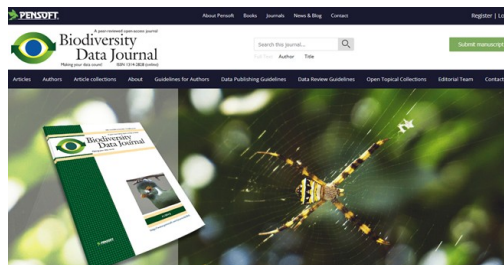 PENSOFT.
About Pensoft Books Journals News & Blog Contact
Register | Lo
A peer-reviewed open-access journal
Biodiversity
Data Journal
Making your data count! ISSN 1314-2828 (online)
Search this journal...
Author Title
Submit manuscript
Articles Authors Article collections About Guidelines for Authors Data Publishing Guidelines Data Review Guidelines Open Topical Collections Editorial Team Contact
Biodiversity
Data Journal
PENSOFT